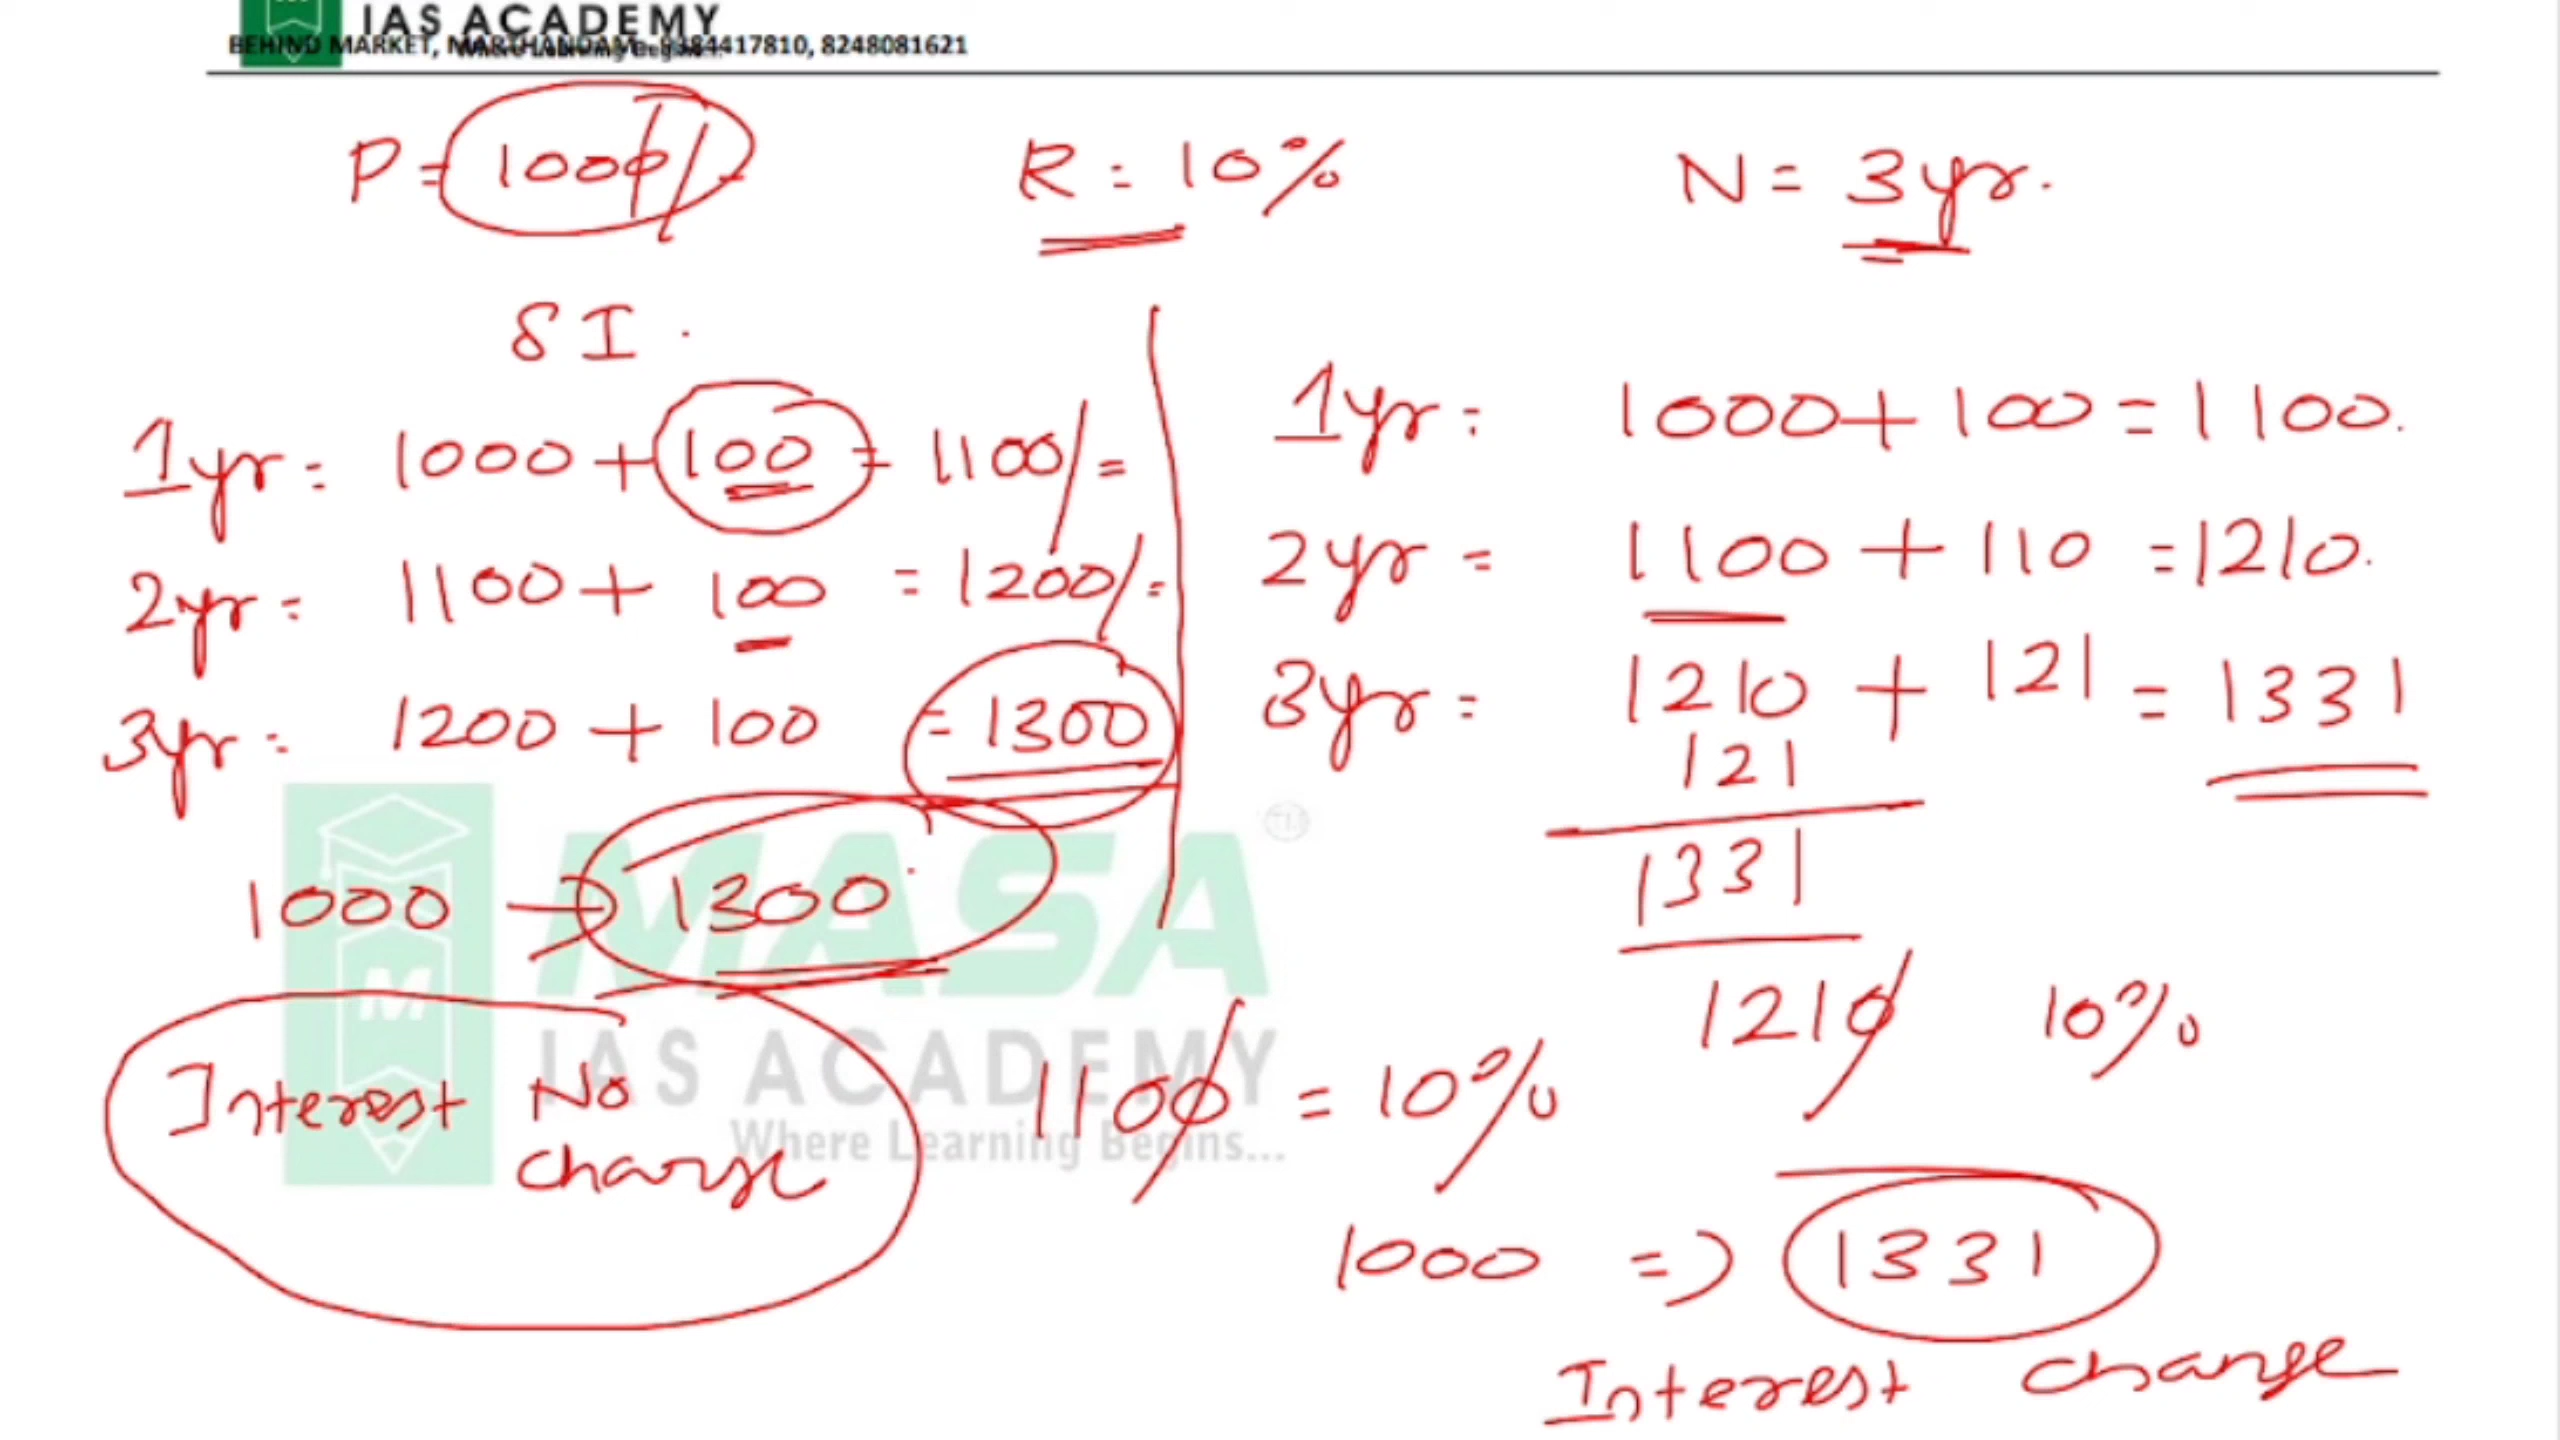 IAS ACADEMY
BEHIND MARKET, MARTHANDAM - 9384417810, 8248081621
P = 1000/- R = 10% N = 3yr.
SI.
1yr = 1000 + 100 = 1100/=
2yr = 1100 + 100 = 1200/=
3yr = 1200 + 100 = 1300
1000 → 1300
Interest No
change
1yr = 1000 + 100 = 1100.
2yr = 1100 + 110 = 1210.
3yr = 1210 + 121 = 1331
121
1331
1210 10%
1100 = 10%
1000 => 1331
Interest change
MASA
IAS ACADEMY
Where Learning Begins...
M